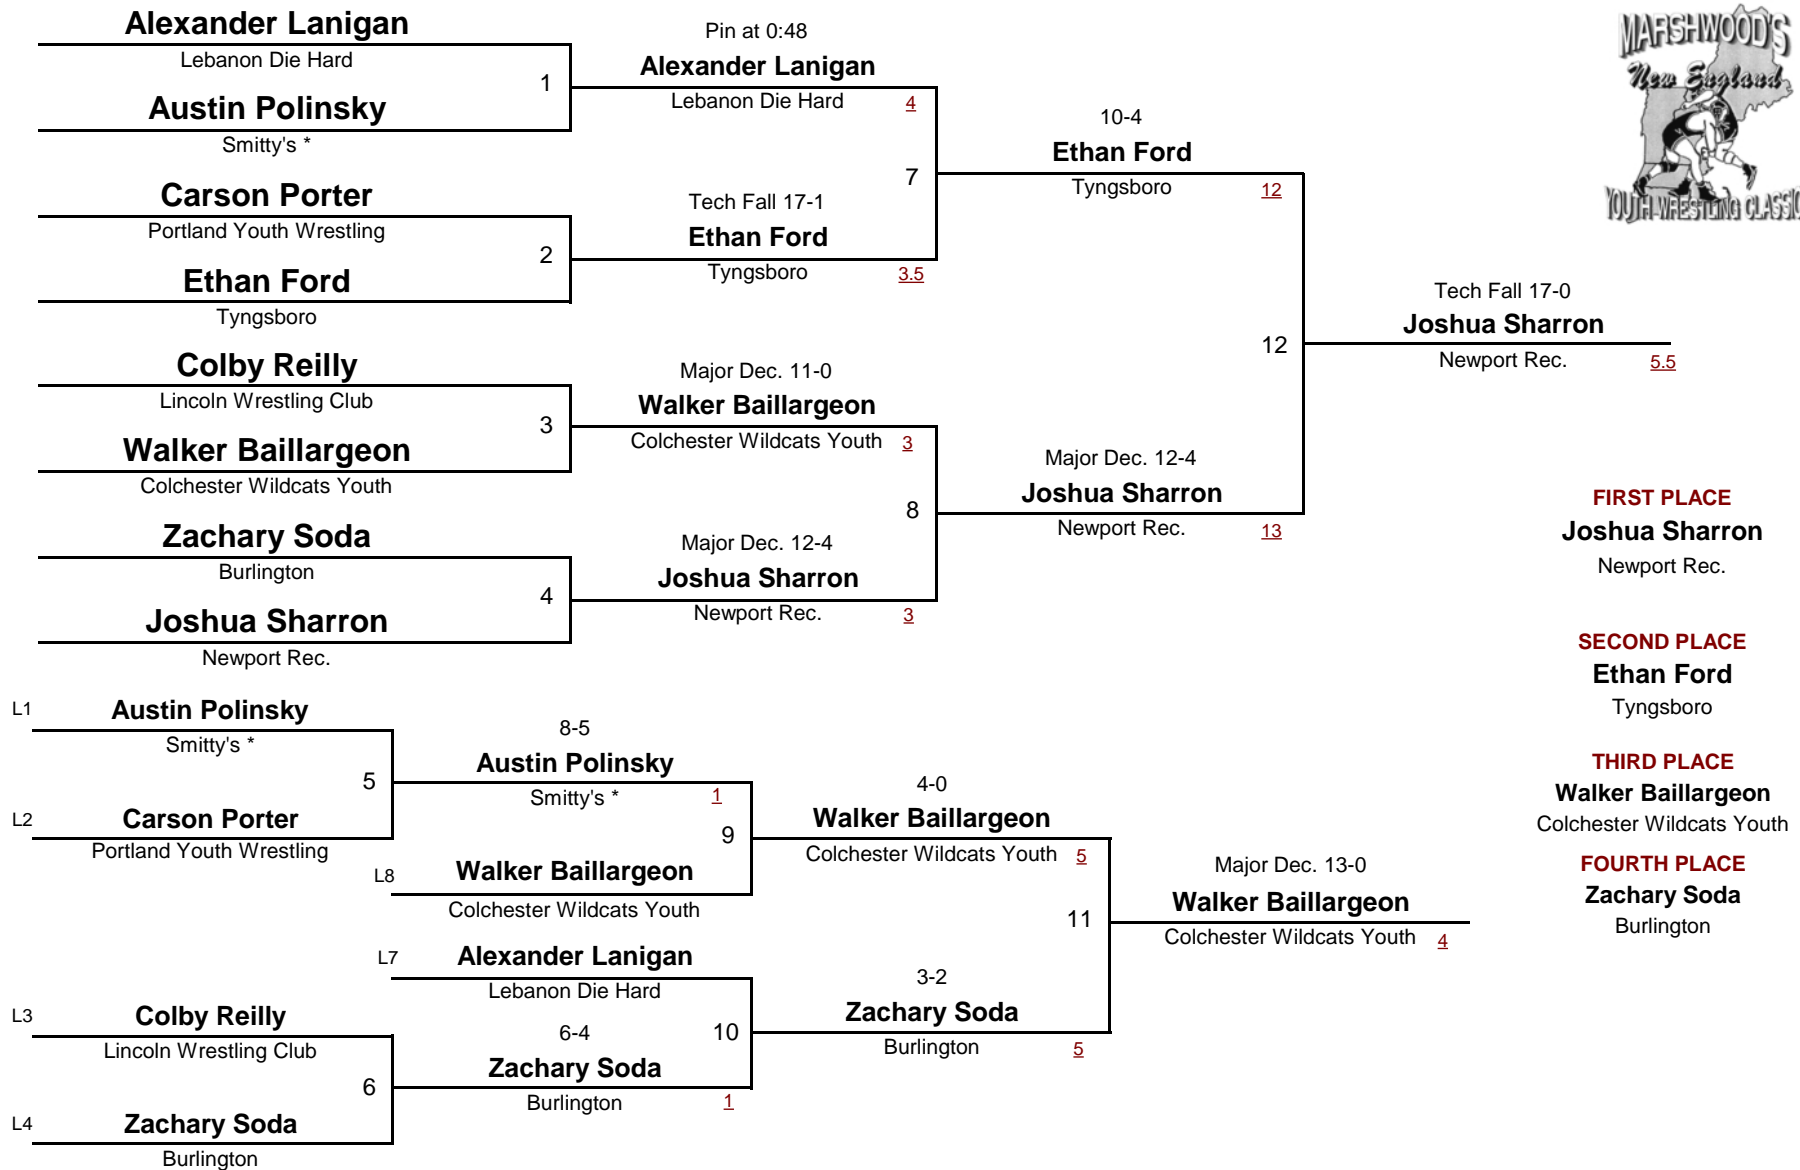 MARSHWOOD'S
New England
YOUTH WRESTLING CLASSIC
Alexander Lanigan
Lebanon Die Hard
1
Austin Polinsky
Smitty's *
Carson Porter
Portland Youth Wrestling
2
Ethan Ford
Tyngsboro
Colby Reilly
Lincoln Wrestling Club
3
Walker Baillargeon
Colchester Wildcats Youth
Zachary Soda
Burlington
4
Joshua Sharron
Newport Rec.
Pin at 0:48
Alexander Lanigan
Lebanon Die Hard 4
7
Tech Fall 17-1
Ethan Ford
Tyngsboro 3.5
Major Dec. 11-0
Walker Baillargeon
Colchester Wildcats Youth 3
8
Major Dec. 12-4
Joshua Sharron
Newport Rec. 3
10-4
Ethan Ford
Tyngsboro 12
12
Major Dec. 12-4
Joshua Sharron
Newport Rec. 13
Tech Fall 17-0
Joshua Sharron
Newport Rec. 5.5
FIRST PLACE
Joshua Sharron
Newport Rec.
SECOND PLACE
Ethan Ford
Tyngsboro
THIRD PLACE
Walker Baillargeon
Colchester Wildcats Youth
FOURTH PLACE
Zachary Soda
Burlington
L1 Austin Polinsky
Smitty's *
5
L2 Carson Porter
Portland Youth Wrestling
8-5
Austin Polinsky
Smitty's * 1
9
L8 Walker Baillargeon
Colchester Wildcats Youth
L7 Alexander Lanigan
Lebanon Die Hard
10
6-4
Zachary Soda
Burlington 1
L3 Colby Reilly
Lincoln Wrestling Club
6
L4 Zachary Soda
Burlington
4-0
Walker Baillargeon
Colchester Wildcats Youth 5
11
3-2
Zachary Soda
Burlington 5
Major Dec. 13-0
Walker Baillargeon
Colchester Wildcats Youth 4